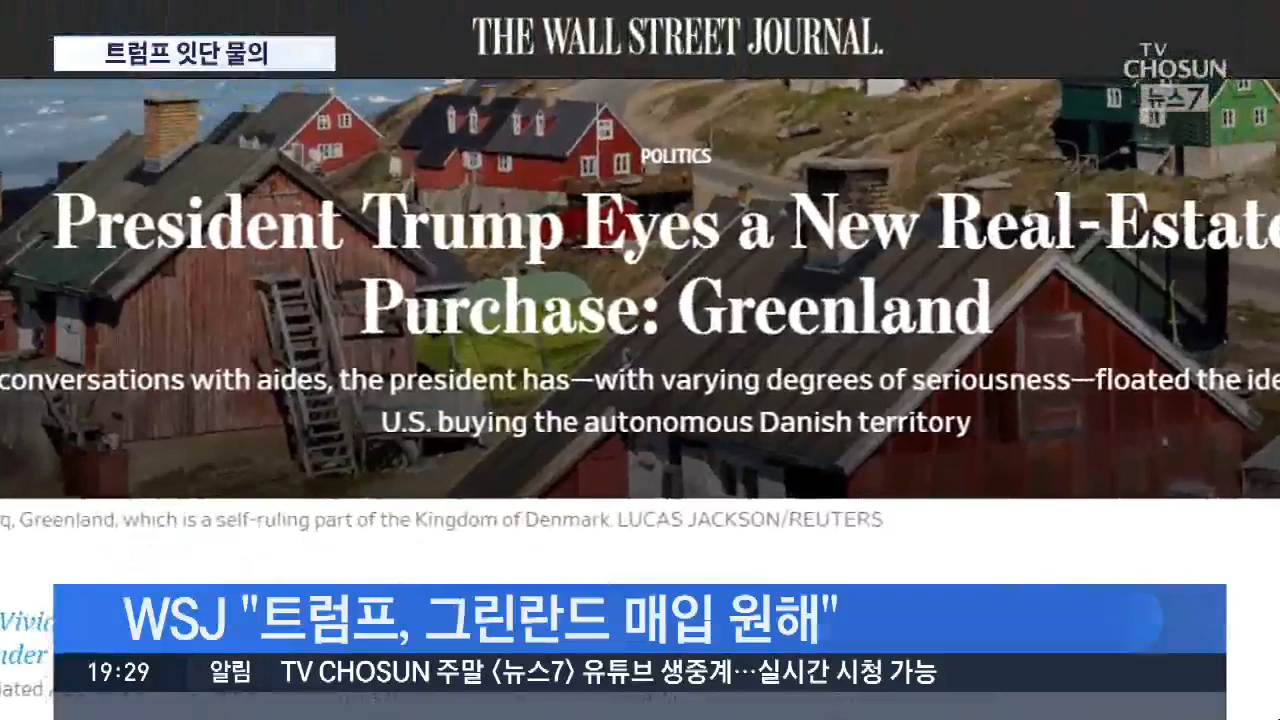 THE WALL STREET JOURNAL.
트럼프 잇단 물의
TV
CHOSUN
뉴스7
POLITICS
President Trump Eyes a New Real-Estate
Purchase: Greenland
conversations with aides, the president has—with varying degrees of seriousness—floated the ide
U.S. buying the autonomous Danish territory
q, Greenland, which is a self-ruling part of the Kingdom of Denmark. LUCAS JACKSON/REUTERS
Vivi
nder
WSJ "트럼프, 그린란드 매입 원해"
19:29 알림 TV CHOSUN 주말 〈뉴스7〉 유튜브 생중계…실시간 시청 가능